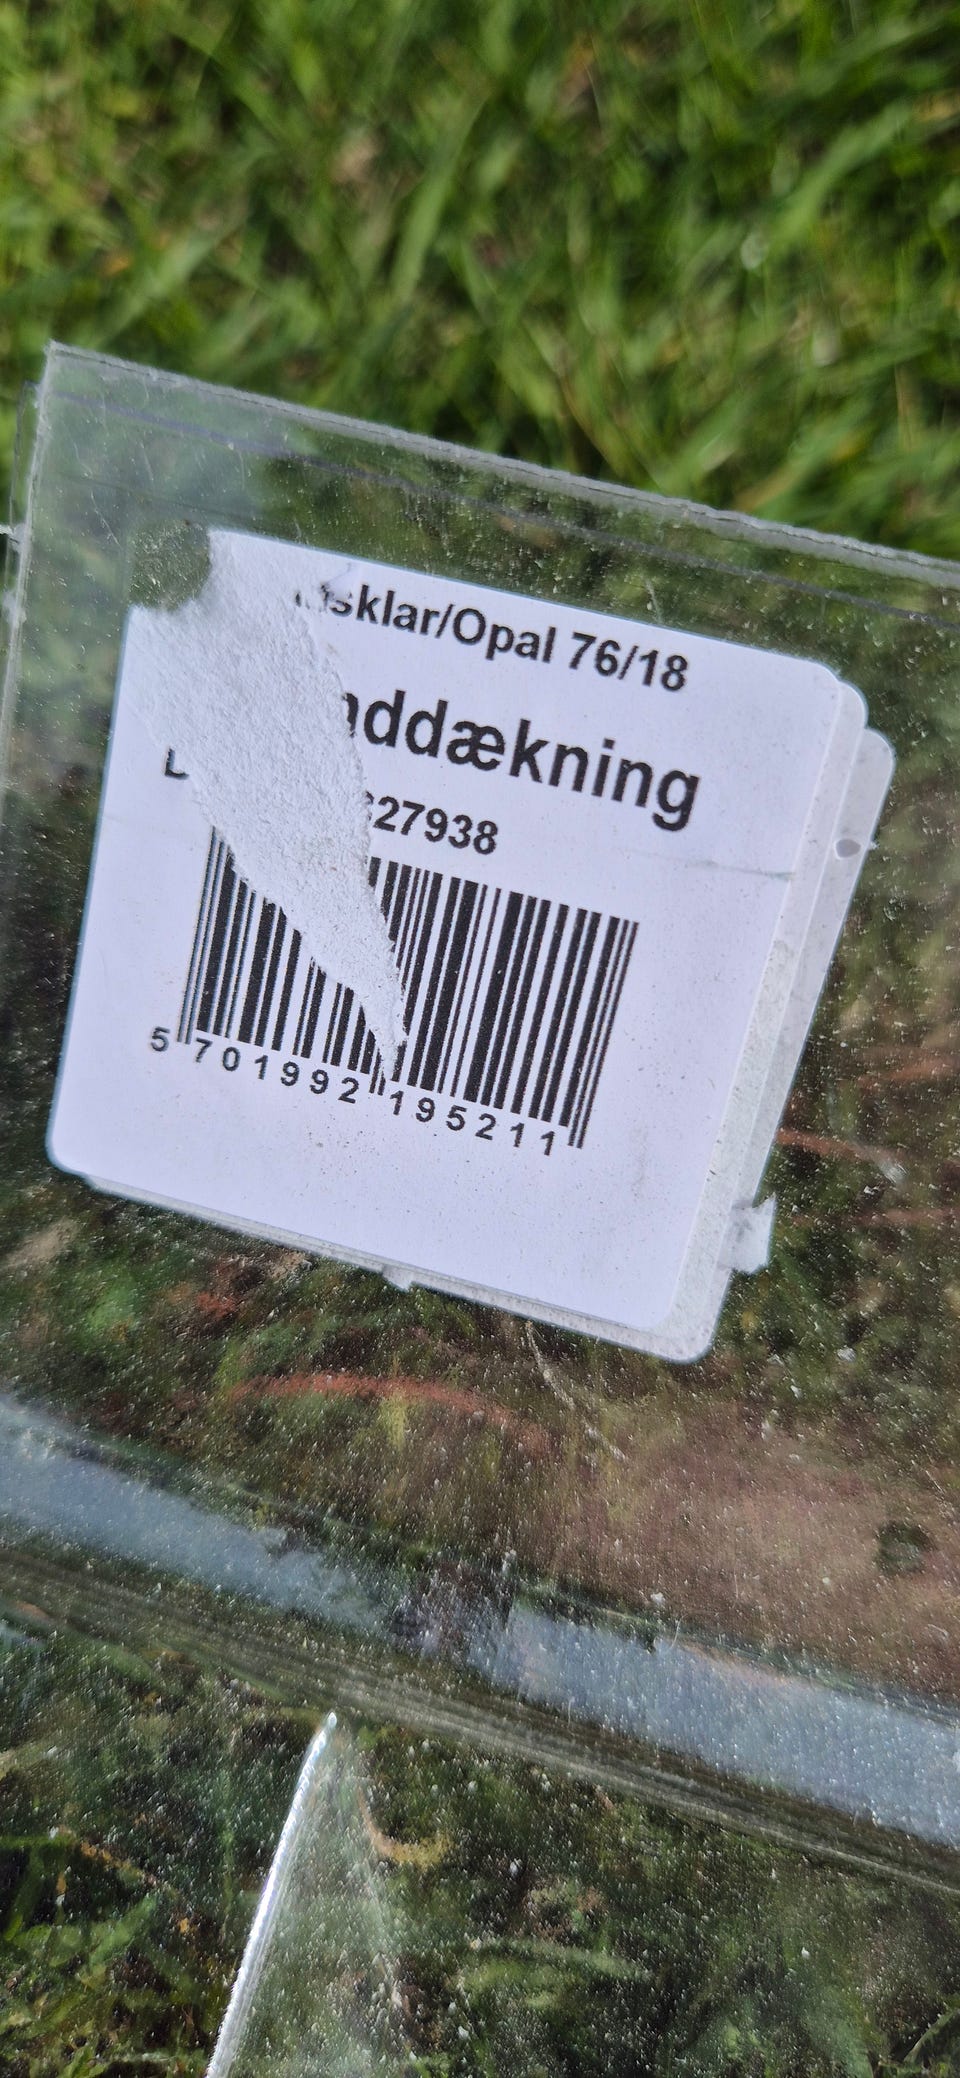 sklar/Opal 76/18
ddækning
27938
5 701992 195211